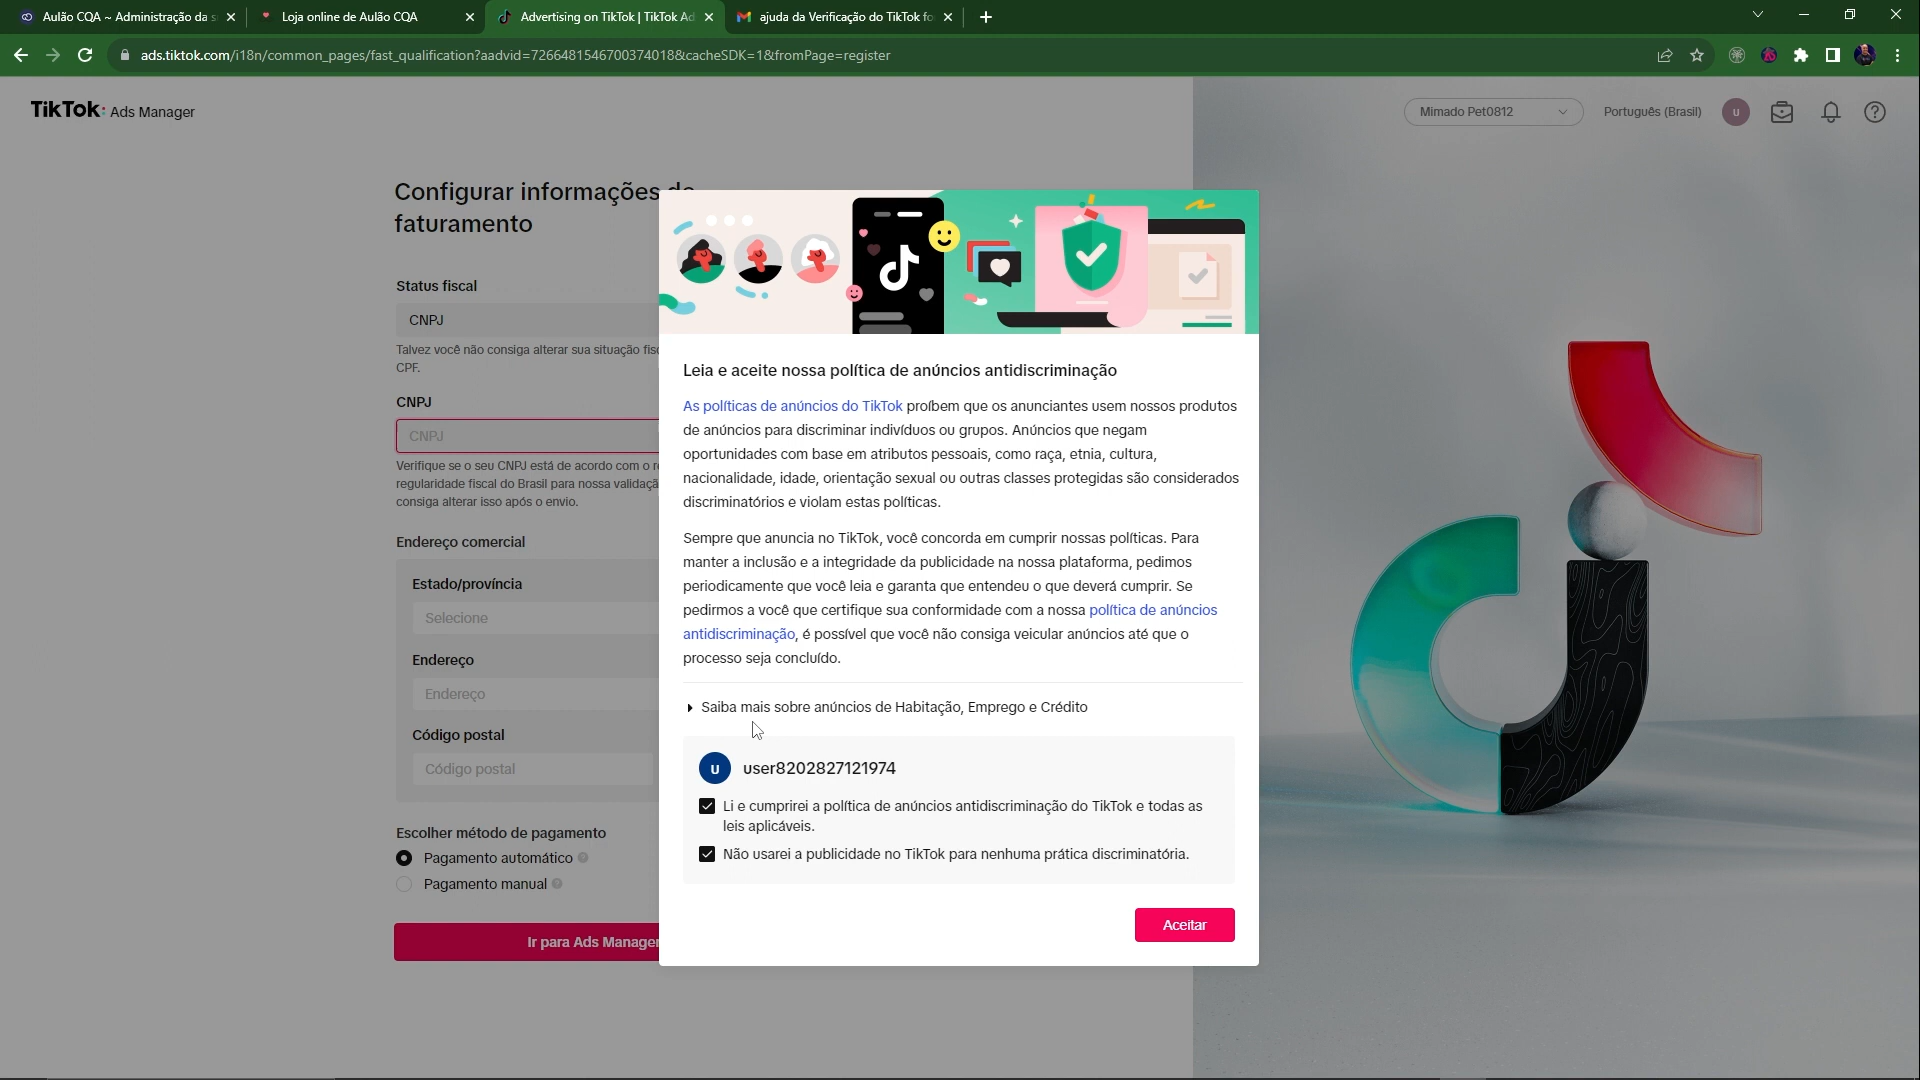 Aulão CQA ~ Administração da s
Loja online de Aulão CQA
Advertising on TikTok | TikTok Ad
ajuda da Verificação do TikTok fo
ads.tiktok.com/i18n/common_pages/fast_qualification?aadvid=7266481546700374018&cacheSDK=1&fromPage=register
TikTok: Ads Manager
Mimado Pet0812
Português (Brasil)
U
Configurar informações de
faturamento
Status fiscal
CNPJ
Talvez você não consiga alterar sua situação fisc
CPF.
CNPJ
CNPJ
Verifique se o seu CNPJ está de acordo com o re
regularidade fiscal do Brasil para nossa validaçã
consiga alterar isso após o envio.
Endereço comercial
Estado/província
Selecione
Endereço
Endereço
Código postal
Código postal
Escolher método de pagamento
Pagamento automático
Pagamento manual
Ir para Ads Manager
Leia e aceite nossa política de anúncios antidiscriminação
As políticas de anúncios do TikTok proíbem que os anunciantes usem nossos produtos
de anúncios para discriminar indivíduos ou grupos. Anúncios que negam
oportunidades com base em atributos pessoais, como raça, etnia, cultura,
nacionalidade, idade, orientação sexual ou outras classes protegidas são considerados
discriminatórios e violam estas políticas.
Sempre que anuncia no TikTok, você concorda em cumprir nossas políticas. Para
manter a inclusão e a integridade da publicidade na nossa plataforma, pedimos
periodicamente que você leia e garanta que entendeu o que deverá cumprir. Se
pedirmos a você que certifique sua conformidade com a nossa política de anúncios
antidiscriminação, é possível que você não consiga veicular anúncios até que o
processo seja concluído.
Saiba mais sobre anúncios de Habitação, Emprego e Crédito
U
user8202827121974
Li e cumprirei a política de anúncios antidiscriminação do TikTok e todas as
leis aplicáveis.
Não usarei a publicidade no TikTok para nenhuma prática discriminatória.
Aceitar